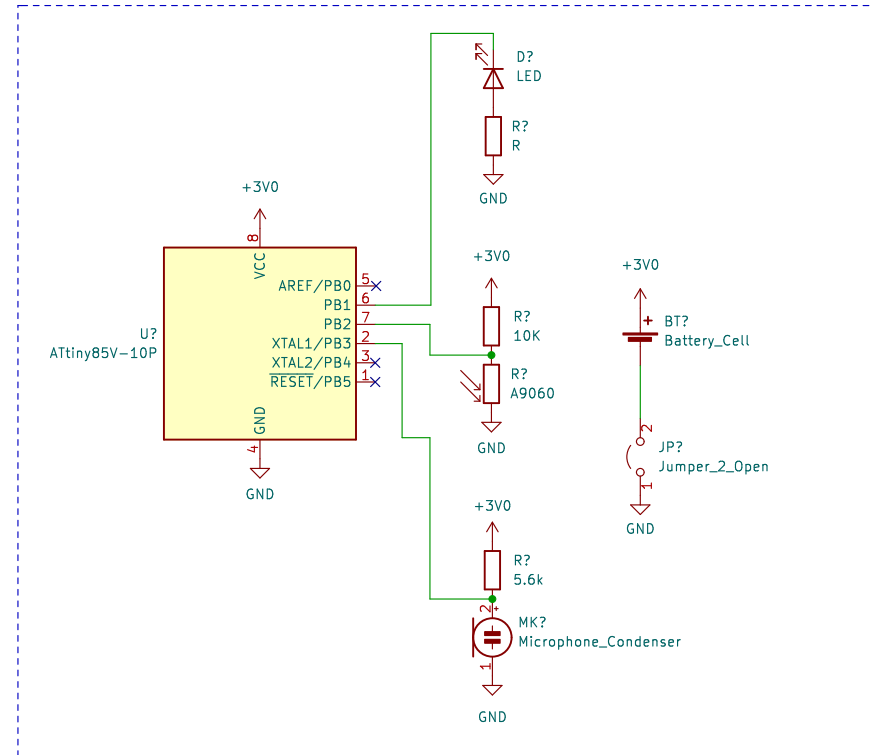 D?
LED
R?
R
GND
+3V0
8
VCC
U?
ATtiny85V-10P
AREF/PB0
5
PB1
6
PB2
7
XTAL1/PB3
2
XTAL2/PB4
3
RESET/PB5
1
GND
4
GND
+3V0
R?
10K
R?
A9060
GND
+3V0
+
BT?
Battery_Cell
2
JP?
Jumper_2_Open
1
GND
+3V0
R?
5.6k
2
+
MK?
Microphone_Condenser
1
GND